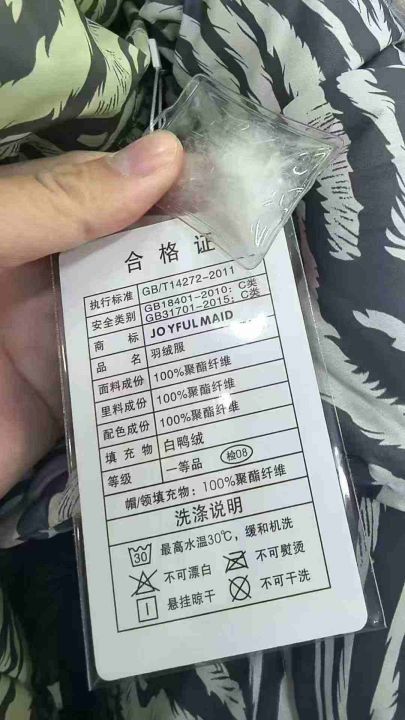 合格证
执行标准 GB/T14272-2011
安全类别 GB18401-2010：C类
GB31701-2015：C类
商标 JOYFUL MAID
品名 羽绒服
面料成份 100%聚酯纤维
里料成份 100%聚酯纤维
配色成份 100%聚酯纤维
填充物 白鸭绒
等级 一等品 检08
帽/领填充物：100%聚酯纤维
洗涤说明
30 最高水温30℃，缓和机洗
不可漂白 不可熨烫
悬挂晾干 不可干洗